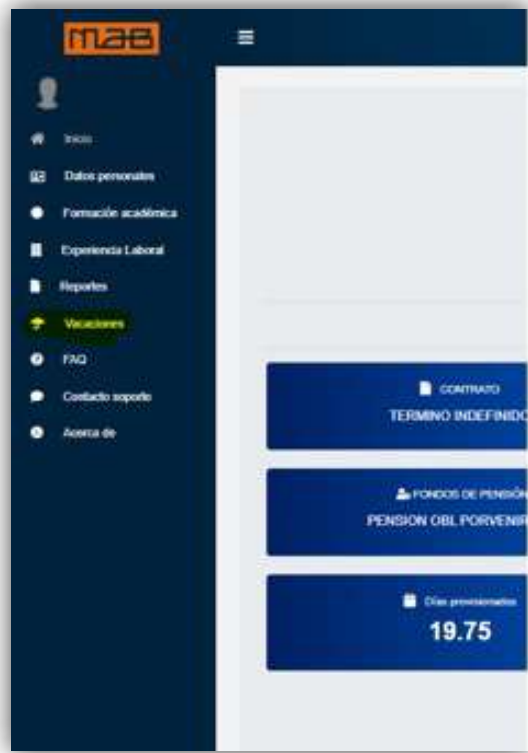 maB
Inicio
Datos personales
Formación académica
Experiencia Laboral
Reportes
Vacaciones
FAQ
Contacto soporte
Acerca de
CONTRATO
TERMINO INDEFINIDO
FONDOS DE PENSIÓN
PENSION OBL PORVENIR
Días provisionados
19.75